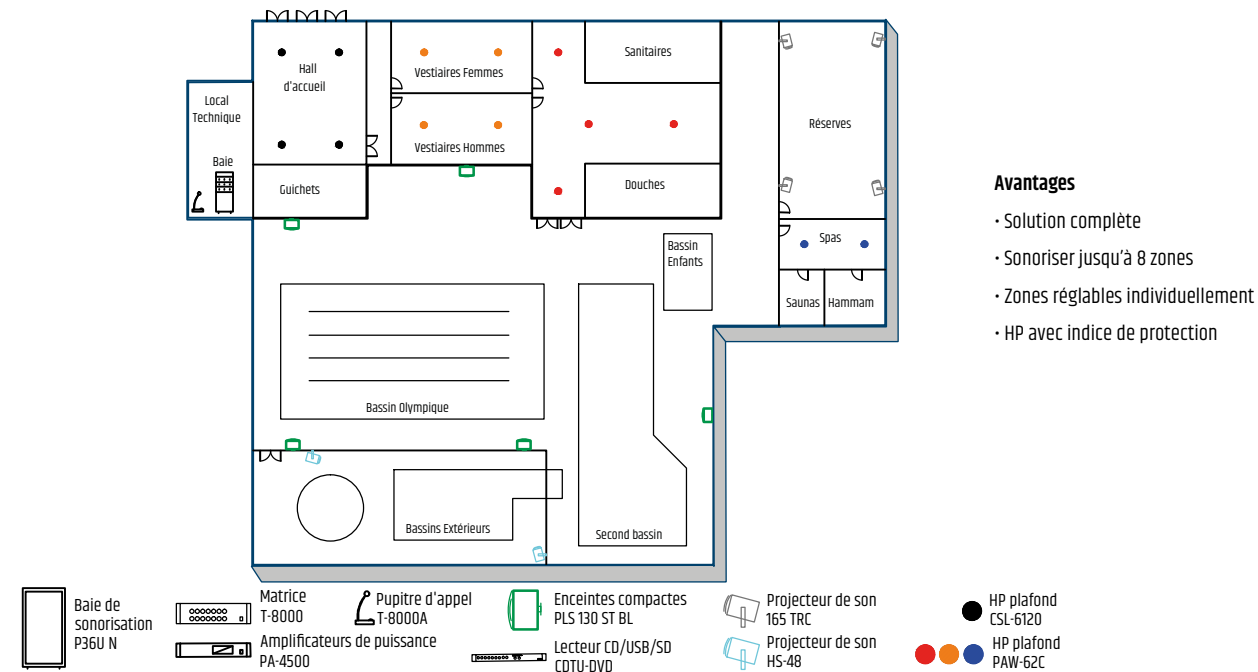 Hall
d'accueil
Vestiaires Femmes
Sanitaires
Local
Technique
Réserves
Vestiaires Hommes
Baie
Guichets
Douches
Avantages
· Solution complète
· Sonoriser jusqu'à 8 zones
· Zones réglables individuellement
· HP avec indice de protection
Bassin
Enfants
Spas
Saunas
Hammam
Bassin Olympique
Bassins Extérieurs
Second bassin
Baie de
sonorisation
P36U N
Matrice
T-8000
Amplificateurs de puissance
PA-4500
Pupitre d'appel
T-8000A
Lecteur CD/USB/SD
CDTU-DVD
Enceintes compactes
PLS 130 ST BL
Projecteur de son
165 TRC
Projecteur de son
HS-48
HP plafond
CSL-6120
HP plafond
PAW-62C